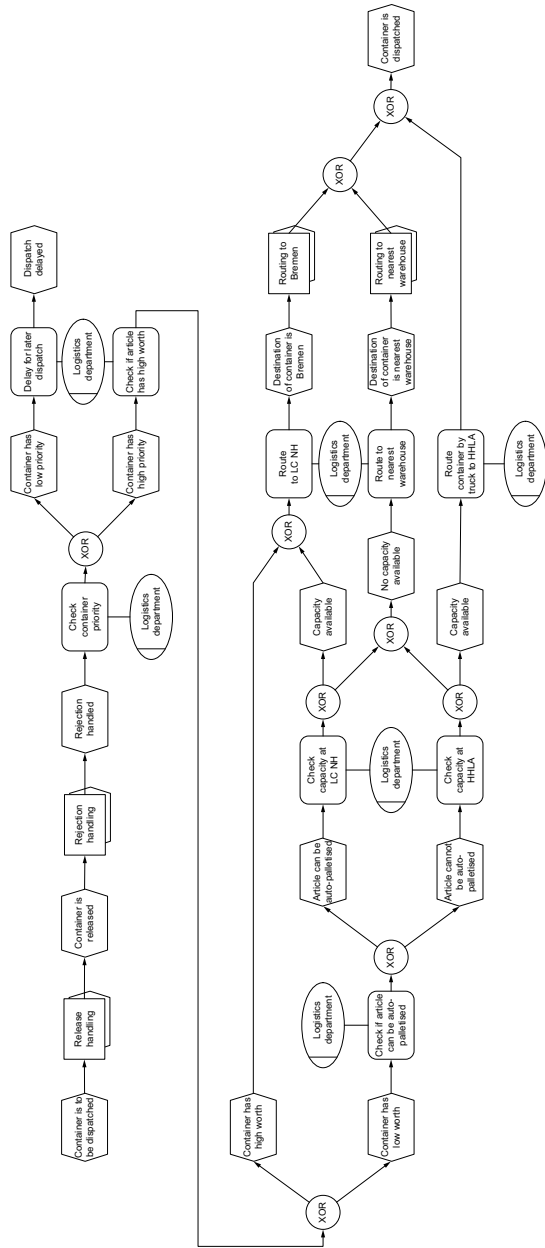 Container is to
be dispatched
Release
handling
Container is
released
Rejection
handling
Rejection
handled
Check
container
priority
Logistics
department
XOR
Container has
low priority
Container has
high priority
Delay for later
dispatch
Logistics
department
Check if article
has high worth
Dispatch
delayed
XOR
Container has
high worth
Container has
low worth
Logistics
department
Check if article
can be auto-
palletised
XOR
Article can be
auto-palletised
Article cannot
be auto-
palletised
Check
capacity at
LC NH
Logistics
department
Check
capacity at
HHLA
XOR
XOR
Capacity
available
XOR
Capacity
available
XOR
No capacity
available
Route
to LC NH
Logistics
department
Route to
nearest
warehouse
Route
container by
truck to HHLA
Logistics
department
Destination
of container is
Bremen
Destination
of container
is nearest
warehouse
Routing to
Bremen
Routing to
nearest
warehouse
XOR
XOR
Container is
dispatched